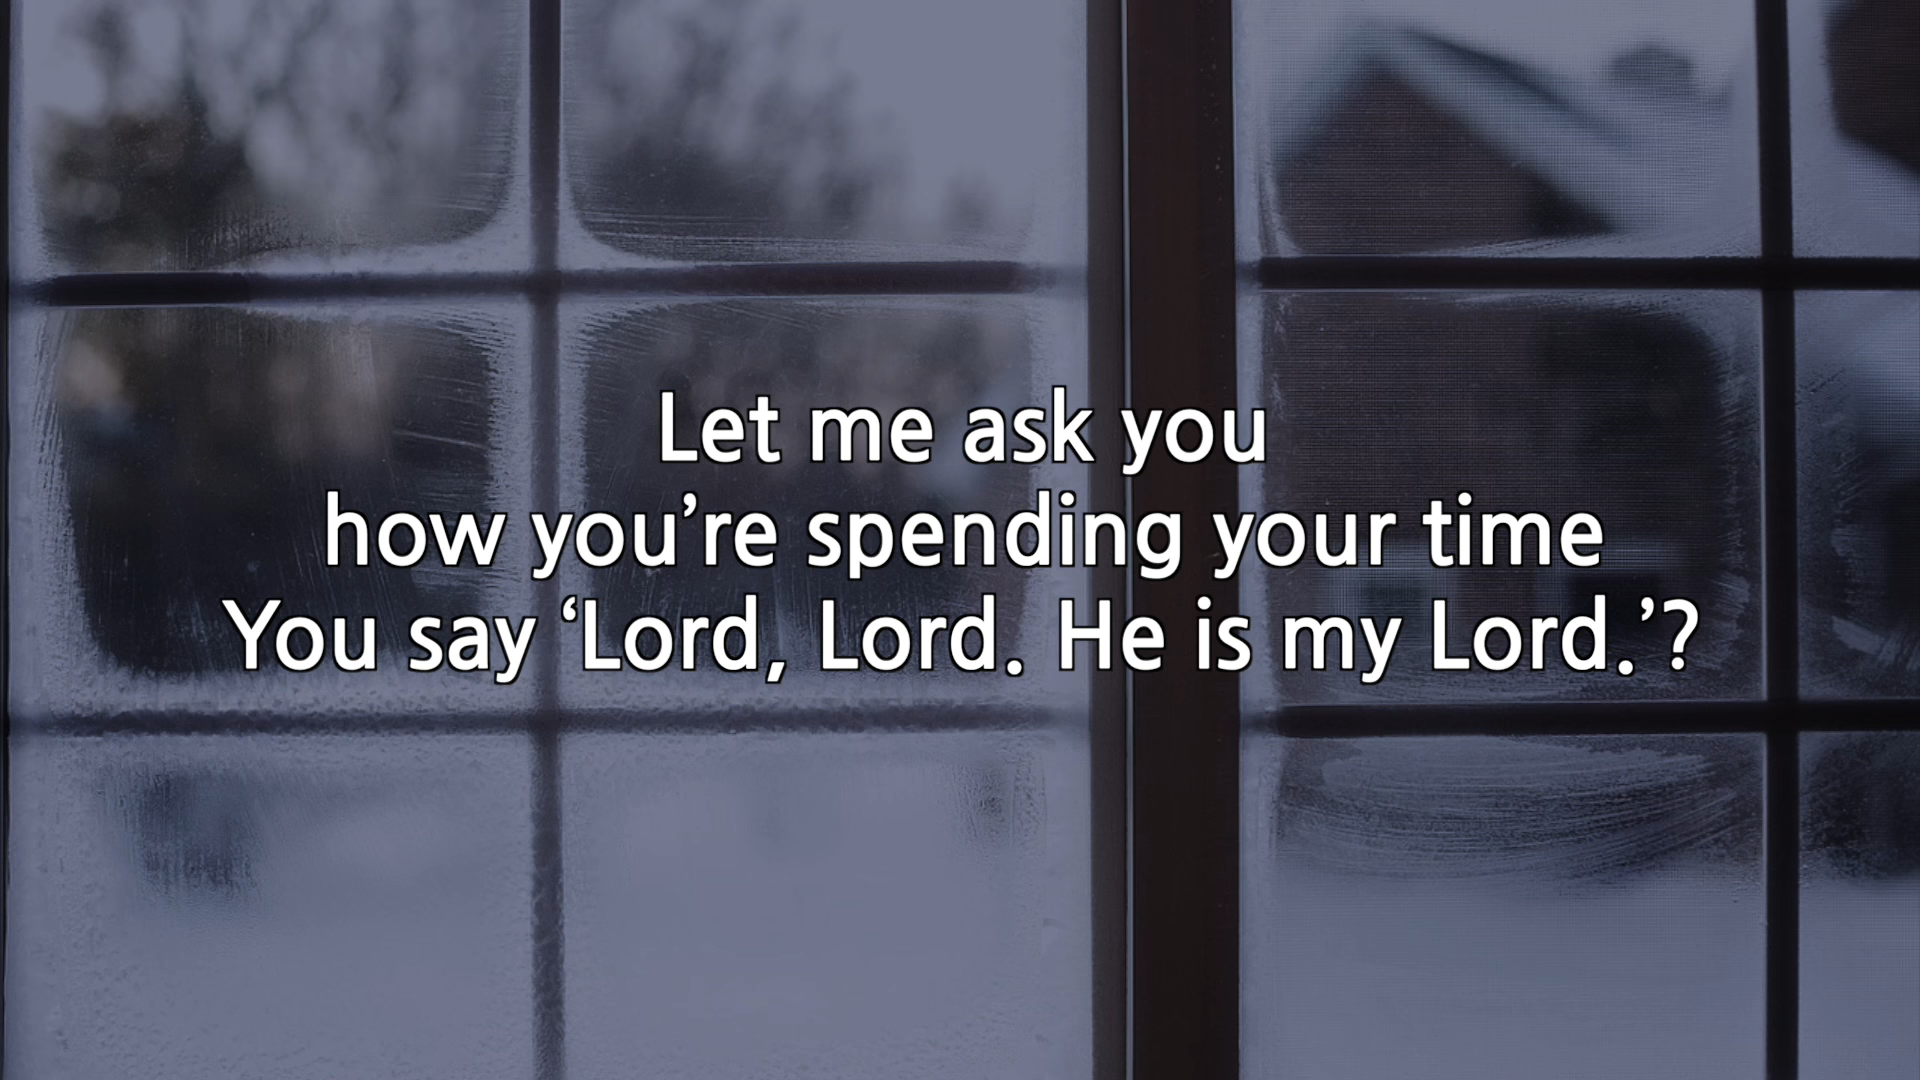 Let me ask you
how you’re spending your time
You say ‘Lord, Lord. He is my Lord.’?